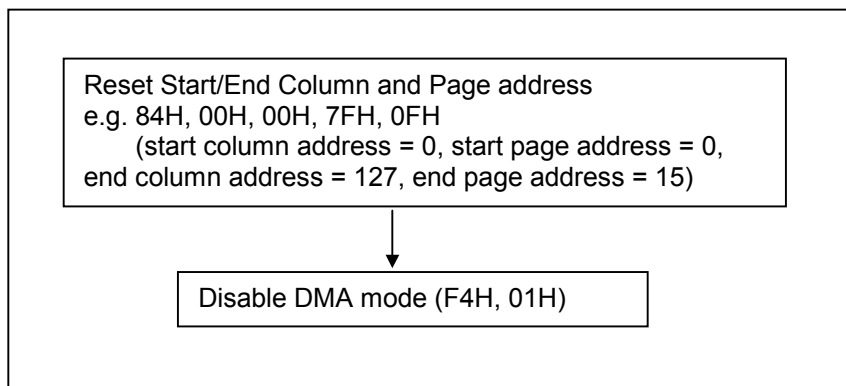 Reset Start/End Column and Page address
e.g. 84H, 00H, 00H, 7FH, 0FH
(start column address = 0, start page address = 0,
end column address = 127, end page address = 15)
Disable DMA mode (F4H, 01H)